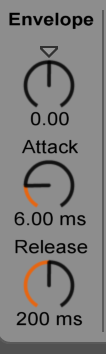 Envelope
0.00
Attack
6.00 ms
Release
200 ms